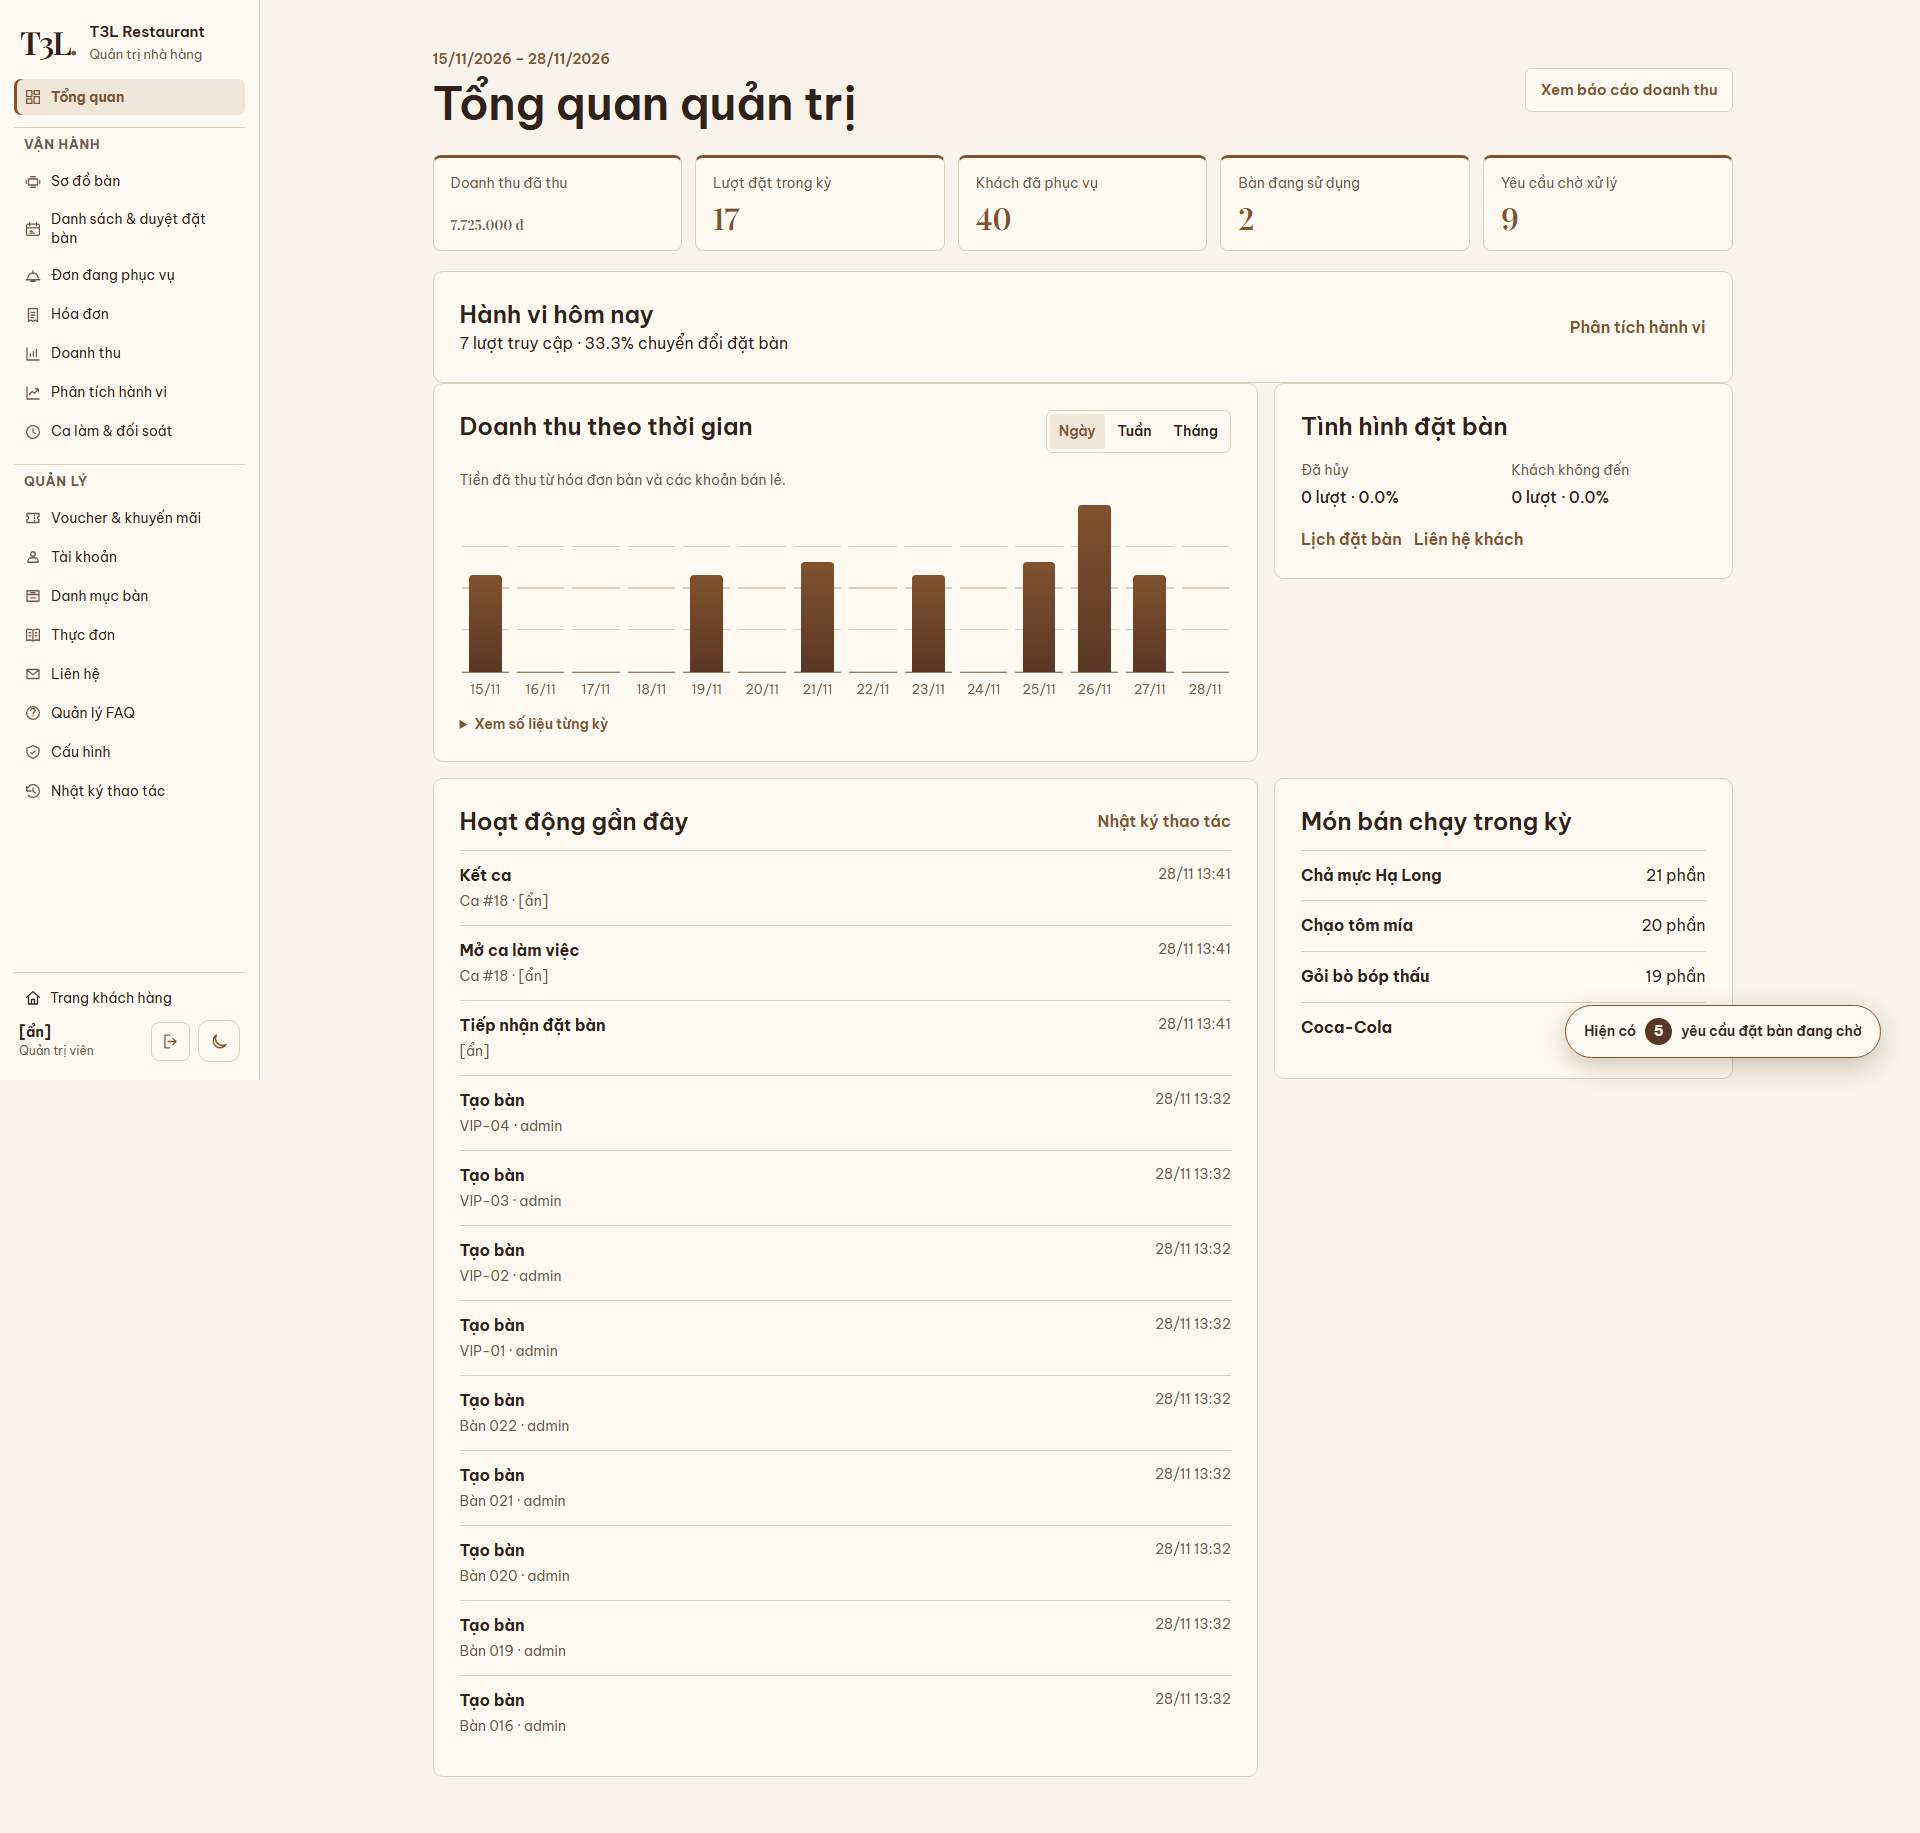 T3L.
T3L Restaurant
Quản trị nhà hàng
Tổng quan
VẬN HÀNH
Sơ đồ bàn
Danh sách & duyệt đặt
bàn
Đơn đang phục vụ
Hóa đơn
Doanh thu
Phân tích hành vi
Ca làm & đối soát
QUẢN LÝ
Voucher & khuyến mãi
Tài khoản
Danh mục bàn
Thực đơn
Liên hệ
Quản lý FAQ
Cấu hình
Nhật ký thao tác
Trang khách hàng
[ẩn]
Quản trị viên
15/11/2026 – 28/11/2026
Tổng quan quản trị
Xem báo cáo doanh thu
Doanh thu đã thu
7.725.000 đ
Lượt đặt trong kỳ
17
Khách đã phục vụ
40
Bàn đang sử dụng
2
Yêu cầu chờ xử lý
9
Hành vi hôm nay
7 lượt truy cập · 33.3% chuyển đổi đặt bàn
Phân tích hành vi
Doanh thu theo thời gian
Ngày Tuần Tháng
Tiền đã thu từ hóa đơn bàn và các khoản bán lẻ.
15/11 16/11 17/11 18/11 19/11 20/11 21/11 22/11 23/11 24/11 25/11 26/11 27/11 28/11
Xem số liệu từng kỳ
Tình hình đặt bàn
Đã hủy
0 lượt · 0.0%
Khách không đến
0 lượt · 0.0%
Lịch đặt bàn Liên hệ khách
Hoạt động gần đây
Nhật ký thao tác
Kết ca
28/11 13:41
Ca #18 · [ẩn]
Mở ca làm việc
28/11 13:41
Ca #18 · [ẩn]
Tiếp nhận đặt bàn
28/11 13:41
[ẩn]
Tạo bàn
28/11 13:32
VIP-04 · admin
Tạo bàn
28/11 13:32
VIP-03 · admin
Tạo bàn
28/11 13:32
VIP-02 · admin
Tạo bàn
28/11 13:32
VIP-01 · admin
Tạo bàn
28/11 13:32
Bàn 022 · admin
Tạo bàn
28/11 13:32
Bàn 021 · admin
Tạo bàn
28/11 13:32
Bàn 020 · admin
Tạo bàn
28/11 13:32
Bàn 019 · admin
Tạo bàn
28/11 13:32
Bàn 016 · admin
Món bán chạy trong kỳ
Chả mực Hạ Long 21 phần
Chạo tôm mía 20 phần
Gỏi bò bóp thấu 19 phần
Coca-Cola
Hiện có 5 yêu cầu đặt bàn đang chờ